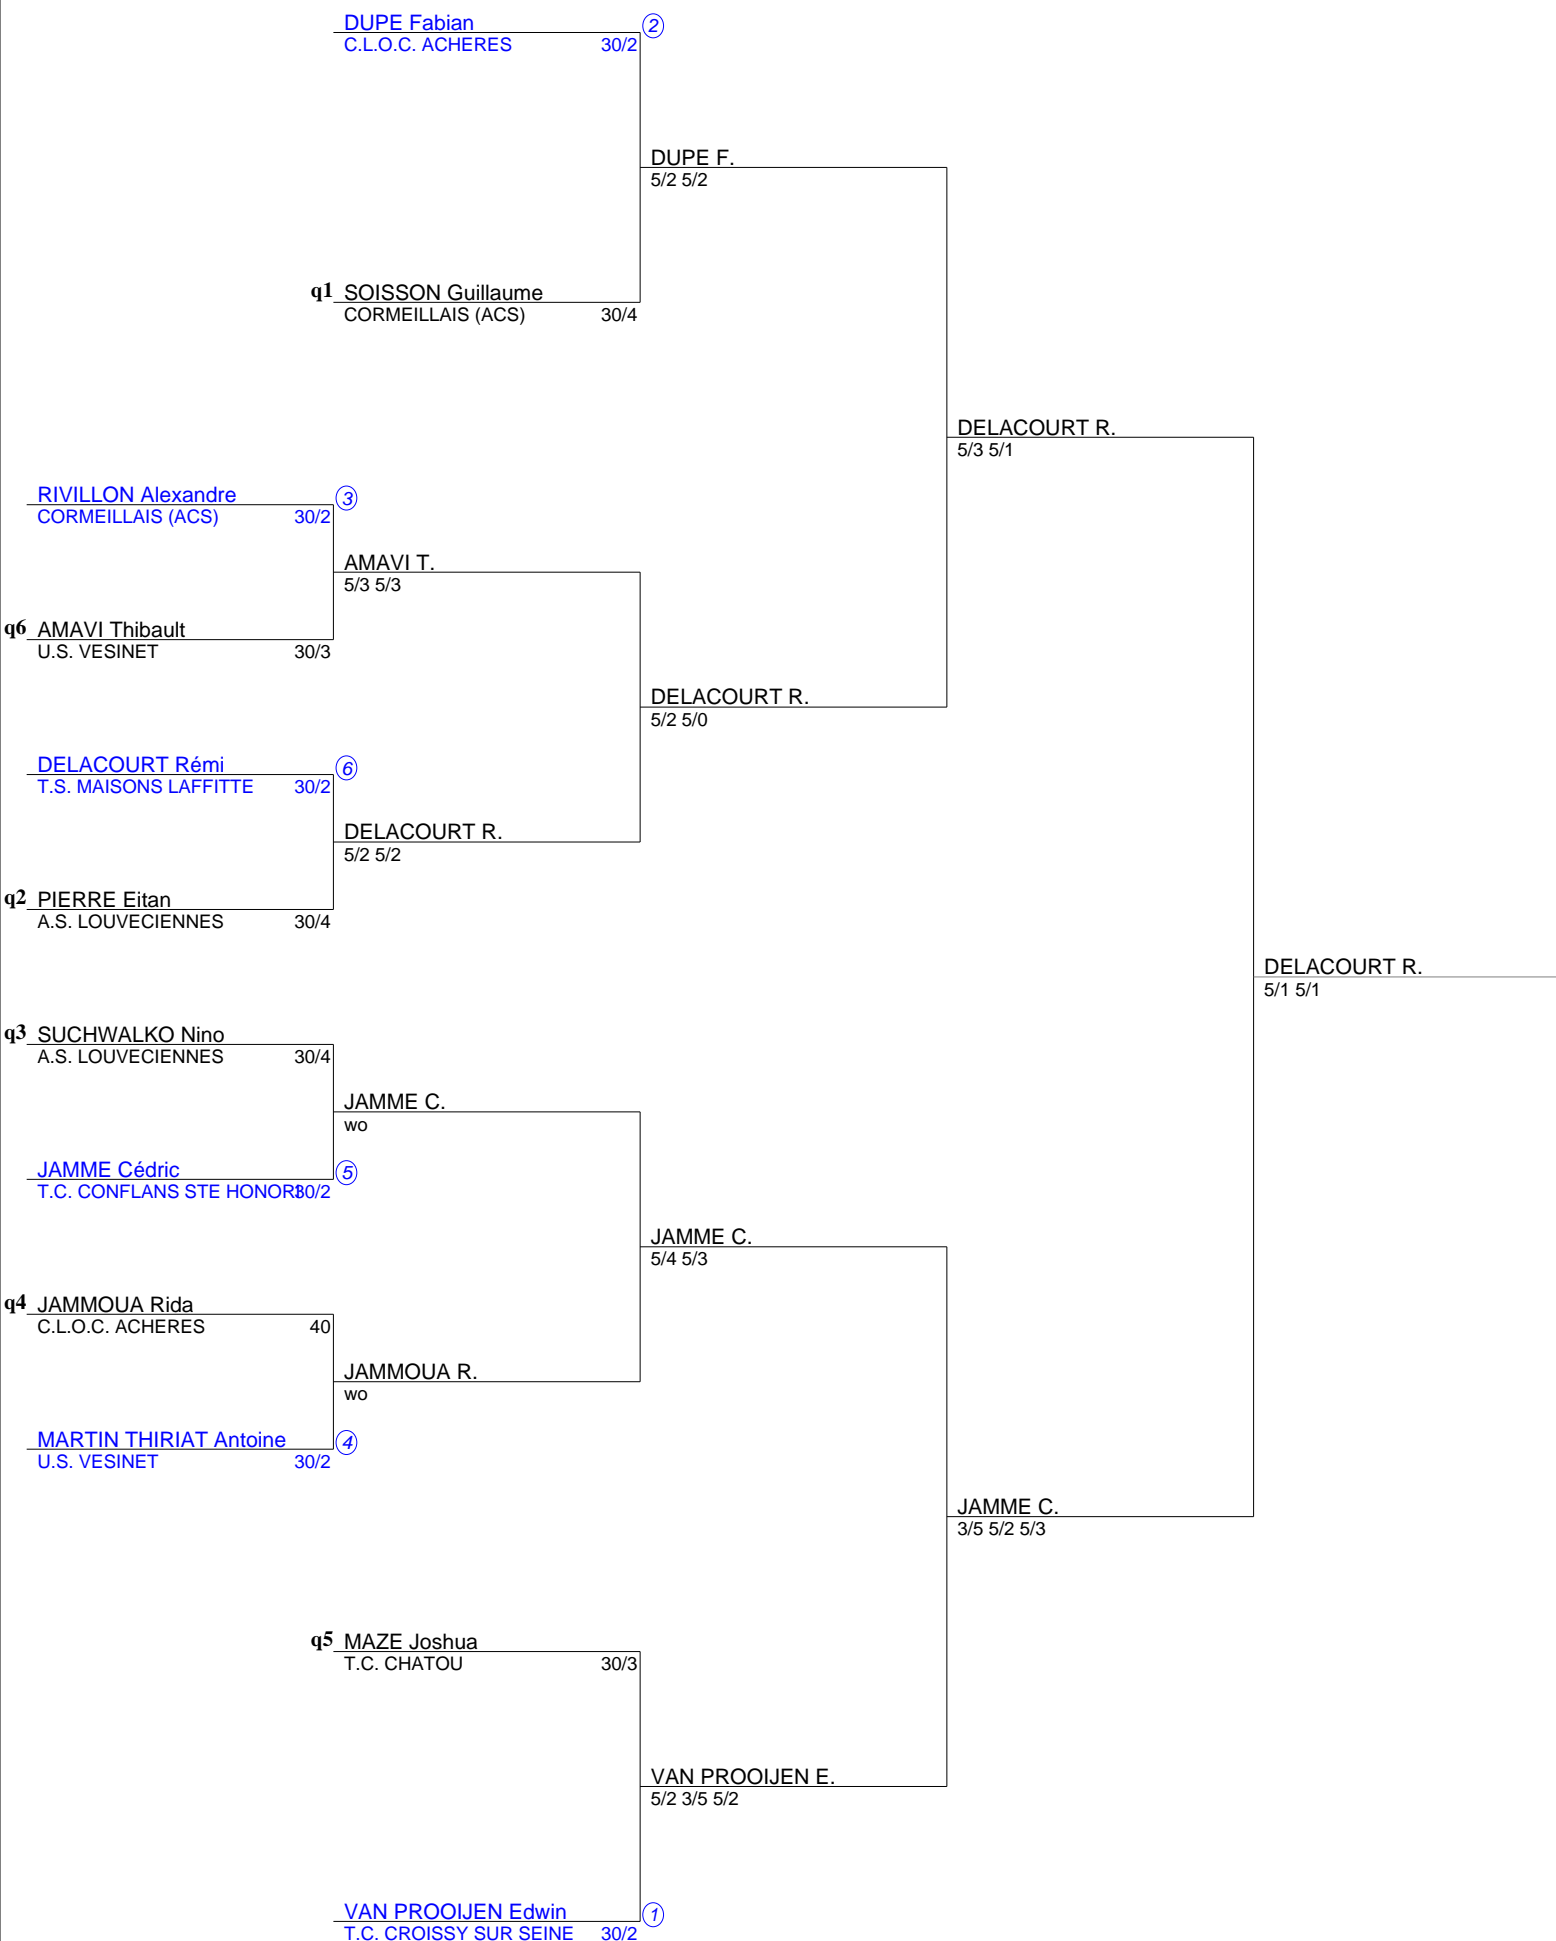 DUPE Fabian 2
C.L.O.C. ACHERES 30/2
DUPE F.
5/2 5/2
q1 SOISSON Guillaume
CORMEILLAIS (ACS) 30/4
DELACOURT R.
5/3 5/1
RIVILLON Alexandre 3
CORMEILLAIS (ACS) 30/2
AMAVI T.
5/3 5/3
q6 AMAVI Thibault
U.S. VESINET 30/3
DELACOURT R.
5/2 5/0
DELACOURT Rémi 6
T.S. MAISONS LAFFITTE 30/2
DELACOURT R.
5/2 5/2
q2 PIERRE Eitan
A.S. LOUVECIENNES 30/4
DELACOURT R.
5/1 5/1
q3 SUCHWALKO Nino
A.S. LOUVECIENNES 30/4
JAMME C.
wo
JAMME Cédric 5
T.C. CONFLANS STE HONOR 30/2
JAMME C.
5/4 5/3
q4 JAMMOUA Rida
C.L.O.C. ACHERES 40
JAMMOUA R.
wo
MARTIN THIRIAT Antoine 4
U.S. VESINET 30/2
JAMME C.
3/5 5/2 5/3
q5 MAZE Joshua
T.C. CHATOU 30/3
VAN PROOIJEN E.
5/2 3/5 5/2
VAN PROOIJEN Edwin 1
T.C. CROISSY SUR SEINE 30/2